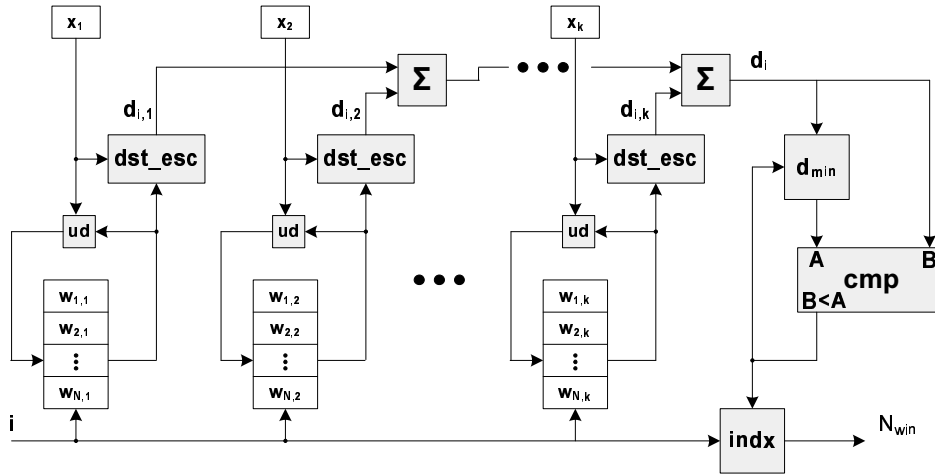 x1
x2
xk
Σ
Σ
di
di,1
di,2
di,k
dst_esc
dst_esc
dst_esc
dmin
ud
ud
ud
A
B
cmp
B<A
w1,1
w2,1
⋮
wN,1
w1,2
w2,2
⋮
wN,2
w1,k
w2,k
⋮
wN,k
i
indx
Nwin